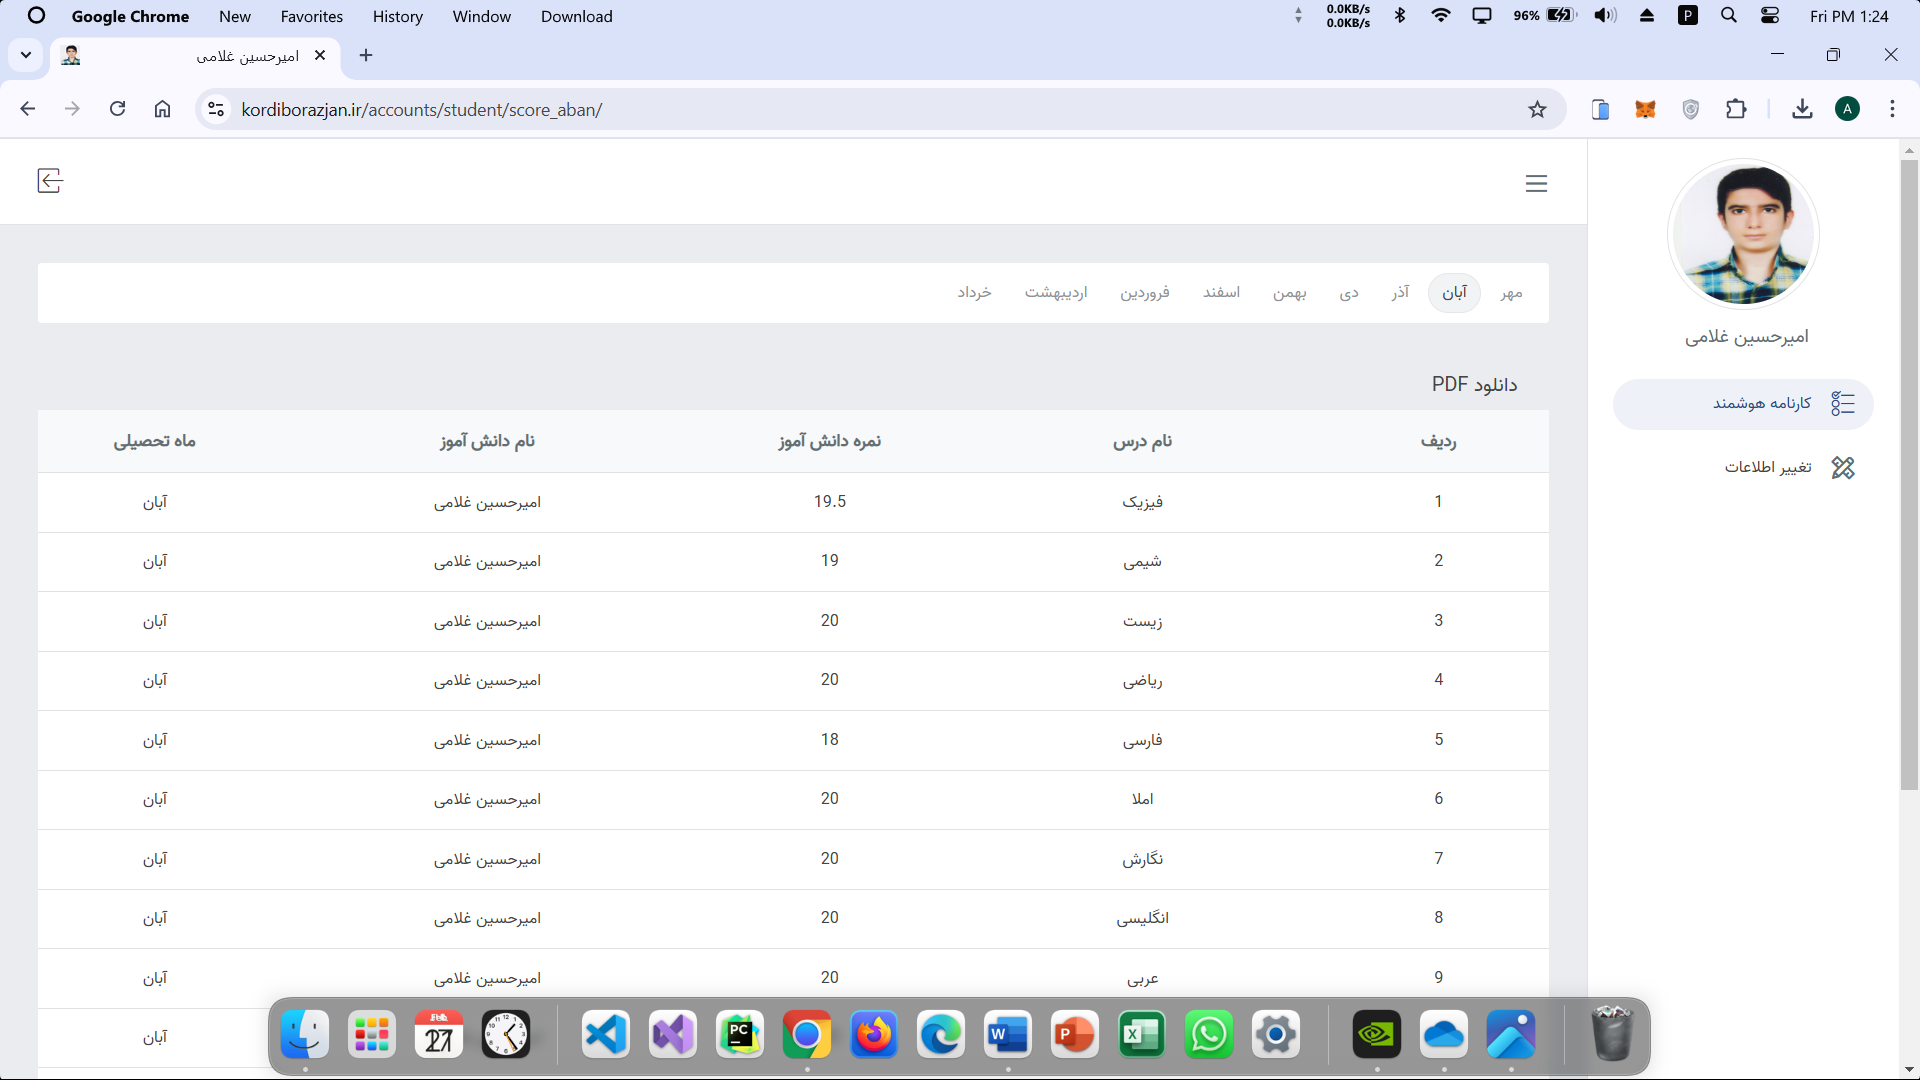 Google Chrome New Favorites History Window Download 0.0KB/s 0.0KB/s 96% P Fri PM 1:24
امیرحسین غلامی
kordiborazjan.ir/accounts/student/score_aban/ A
امیرحسین غلامی
کارنامه هوشمند
تغییر اطلاعات
مهر آبان آذر دی بهمن اسفند فروردین اردیبهشت خرداد
دانلود PDF
ردیف نام درس نمره دانش آموز نام دانش آموز ماه تحصیلی
1 فیزیک 19.5 امیرحسین غلامی آبان
2 شیمی 19 امیرحسین غلامی آبان
3 زیست 20 امیرحسین غلامی آبان
4 ریاضی 20 امیرحسین غلامی آبان
5 فارسی 18 امیرحسین غلامی آبان
6 املا 20 امیرحسین غلامی آبان
7 نگارش 20 امیرحسین غلامی آبان
8 انگلیسی 20 امیرحسین غلامی آبان
9 عربی 20 امیرحسین غلامی آبان
آبان
27 PC W P X